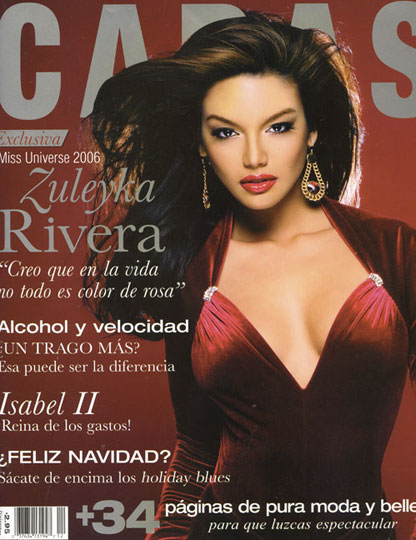 CARAS
Exclusiva
Miss Universe 2006
Zuleyka
Rivera
“Creo que en la vida
no todo es color de rosa”
Alcohol y velocidad
¿UN TRAGO MÁS?
Esa puede ser la diferencia
Isabel II
¡Reina de los gastos!
¿FELIZ NAVIDAD?
Sácate de encima los holiday blues
+34 páginas de pura moda y belle
para que luzcas espectacular